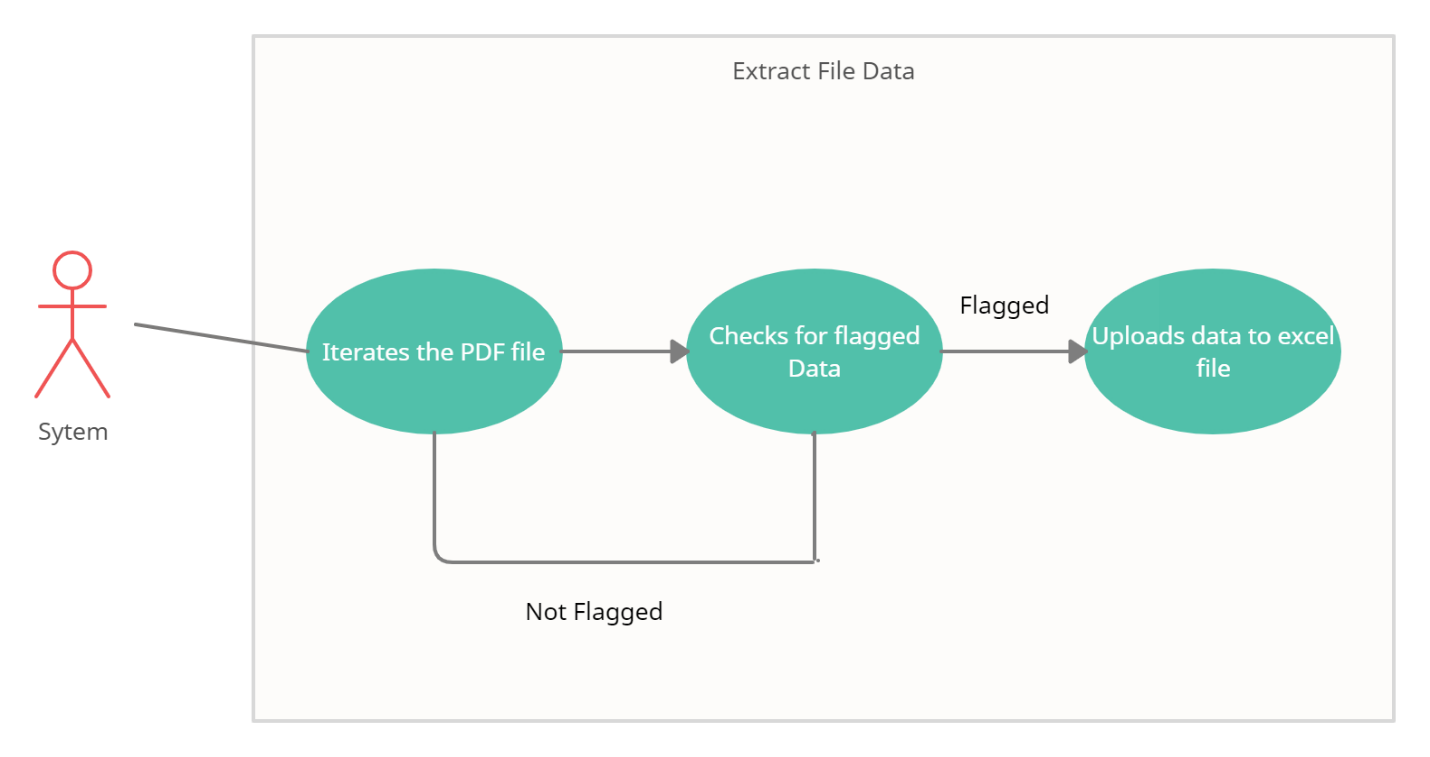 Extract File Data
Flagged
Iterates the PDF file
Checks for flagged
Data
Uploads data to excel
file
Sytem
Not Flagged